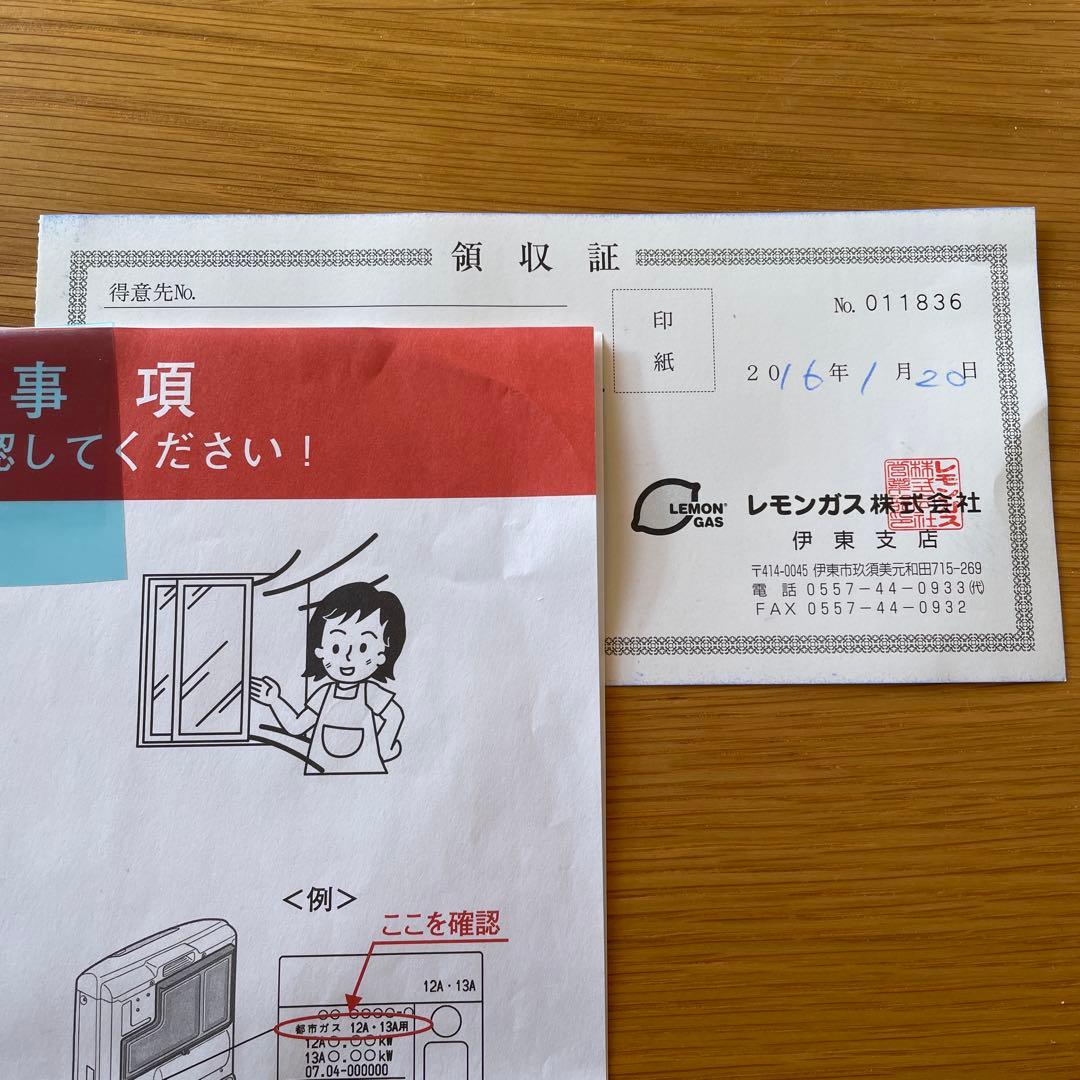 領収証
得意先No.
印
紙
No. 011836
2016年1月20日
LEMON®
GAS
レモンガス株式会社
伊東支店
〒414-0045 伊東市玖須美元和田715-269
電話 0557-44-0933㈹
FAX 0557-44-0932
事項
認してください！
<例>
ここを確認
12A・13A
○○ ○○○○-○
都市ガス 12A・13A用
12A○.○○kW
13A○.○○kW
07.04-000000